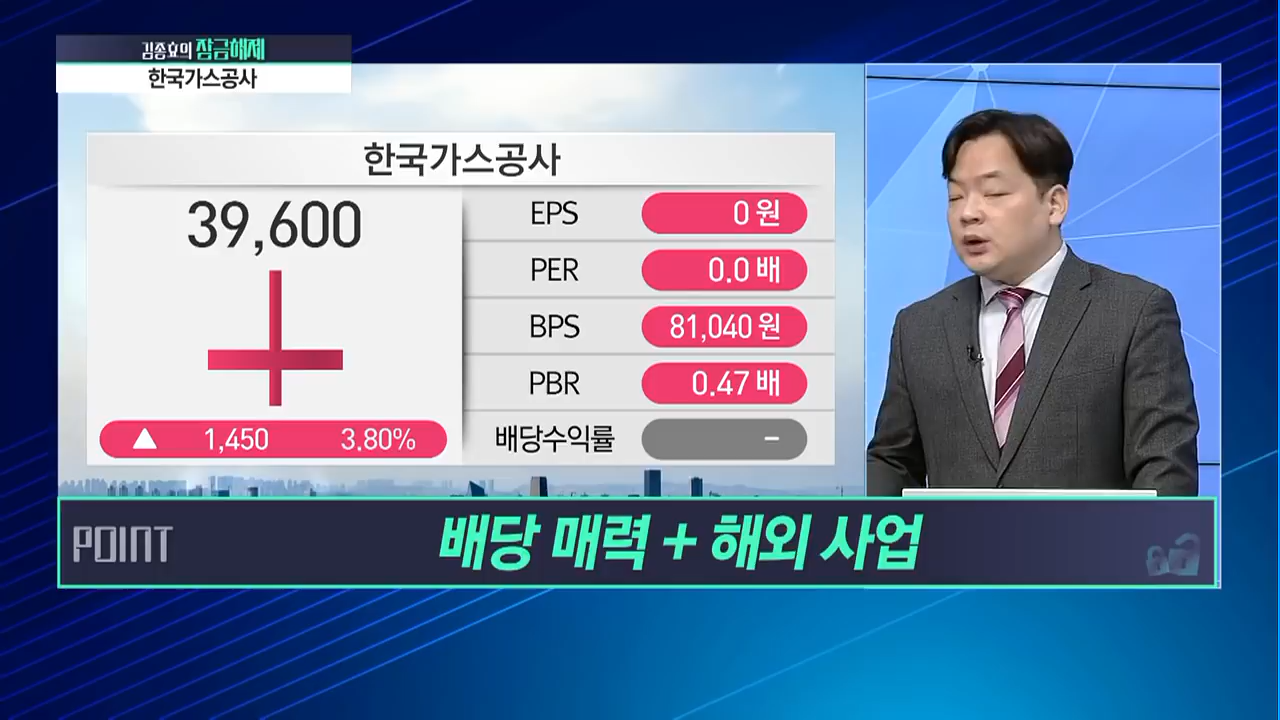 김종효의 잠금해제
한국가스공사
한국가스공사
39,600
▲ 1,450 3.80%
EPS 0 원
PER 0.0 배
BPS 81,040 원
PBR 0.47 배
배당수익률 –
POINT 배당 매력 + 해외 사업